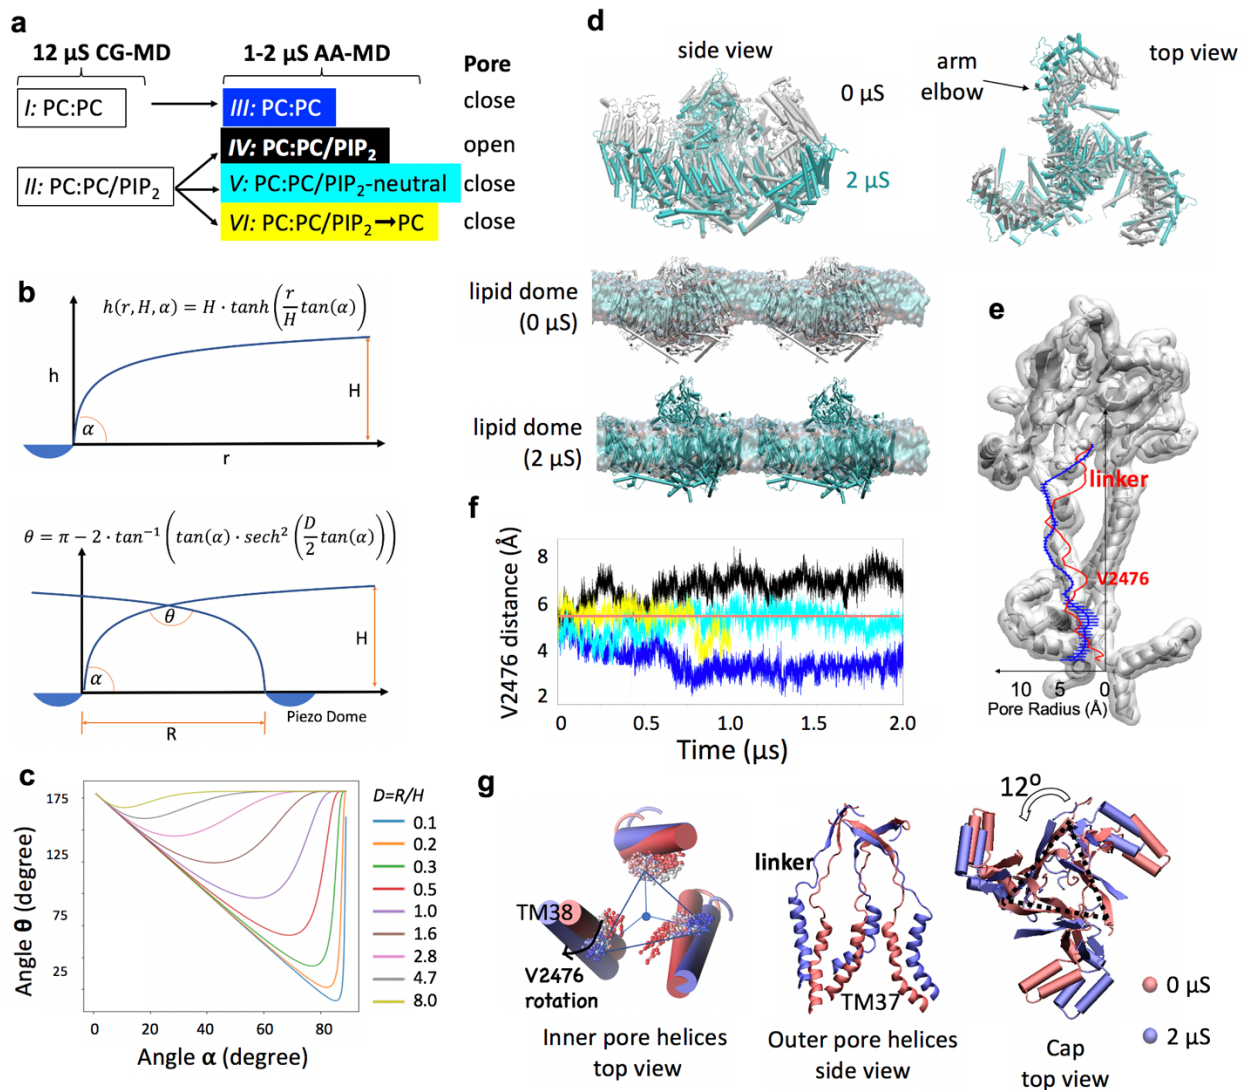 a
12 μS CG-MD
1-2 μS AA-MD
Pore
I: PC:PC
III: PC:PC
close
IV: PC:PC/PIP₂
open
II: PC:PC/PIP₂
V: PC:PC/PIP₂-neutral
close
VI: PC:PC/PIP₂→PC
close
b
h(r, H, α) = H · tanh(r/H tan(α))
h
H
α
r
θ = π − 2 · tan⁻¹(tan(α) · sech²(D/2 tan(α)))
θ
H
α
Piezo Dome
R
c
175
125
75
25
Angle θ (degree)
0
20
40
60
80
Angle α (degree)
D=R/H
0.1
0.2
0.3
0.5
1.0
1.6
2.8
4.7
8.0
d
side view
top view
0 μS
2 μS
arm
elbow
lipid dome
(0 μS)
lipid dome
(2 μS)
e
linker
V2476
10
5
0
Pore Radius (Å)
f
V2476 distance (Å)
8
6
4
2
0
0.5
1.0
1.5
2.0
Time (μs)
g
TM38
V2476
rotation
Inner pore helices
top view
linker
TM37
Outer pore helices
side view
12°
Cap
top view
0 μS
2 μS